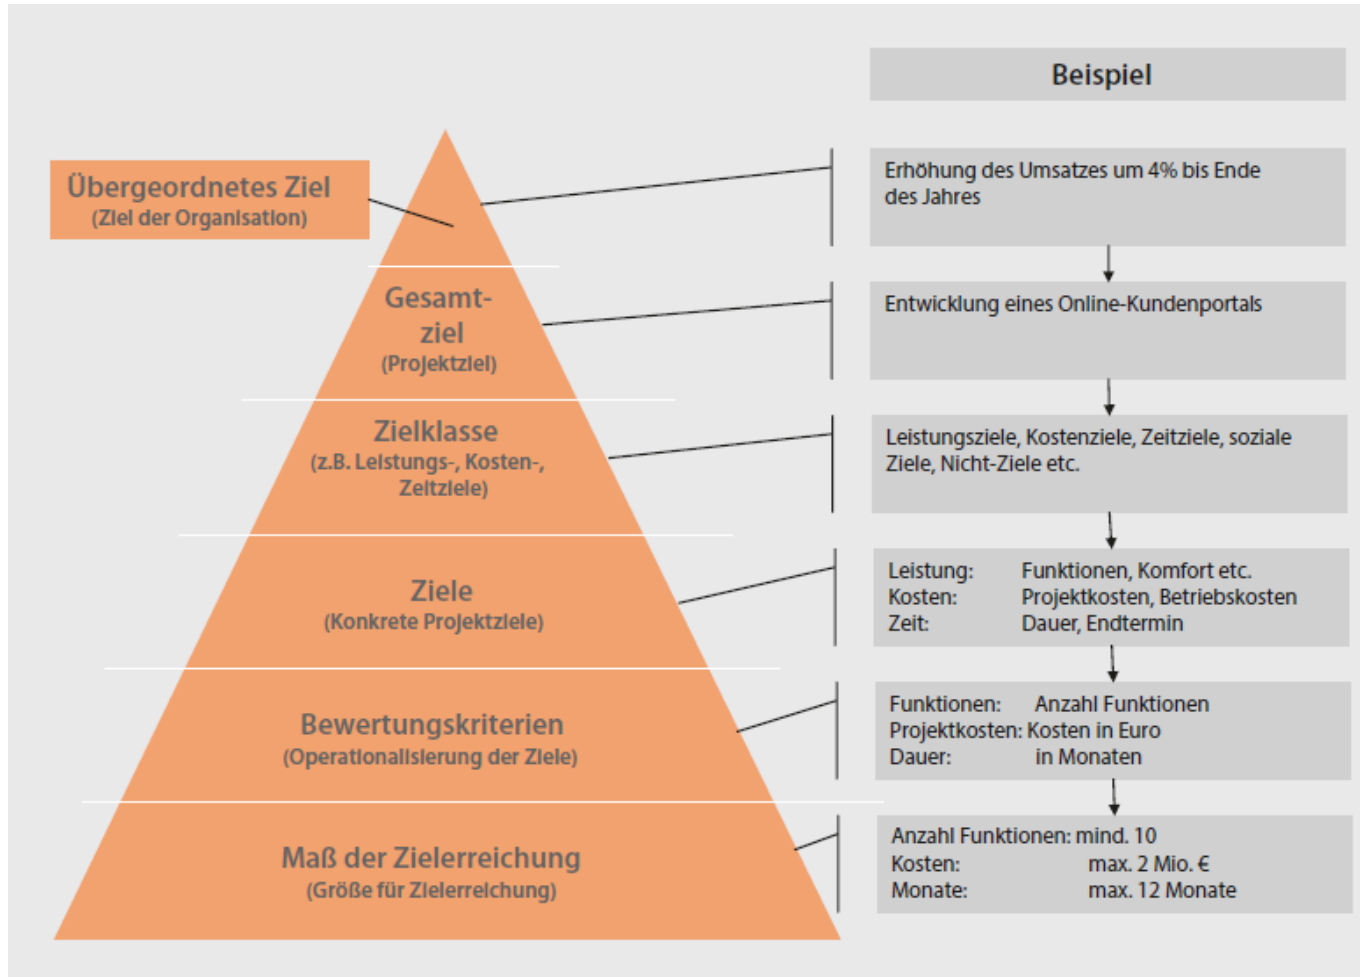 Beispiel
Übergeordnetes Ziel
(Ziel der Organisation)
Erhöhung des Umsatzes um 4% bis Ende
des Jahres
Gesamt-
ziel
(Projektziel)
Entwicklung eines Online-Kundenportals
Zielklasse
(z.B. Leistungs-, Kosten-,
Zeitziele)
Leistungsziele, Kostenziele, Zeitziele, soziale
Ziele, Nicht-Ziele etc.
Ziele
(Konkrete Projektziele)
Leistung: Funktionen, Komfort etc.
Kosten: Projektkosten, Betriebskosten
Zeit: Dauer, Endtermin
Bewertungskriterien
(Operationalisierung der Ziele)
Funktionen: Anzahl Funktionen
Projektkosten: Kosten in Euro
Dauer: in Monaten
Maß der Zielerreichung
(Größe für Zielerreichung)
Anzahl Funktionen: mind. 10
Kosten: max. 2 Mio. €
Monate: max. 12 Monate